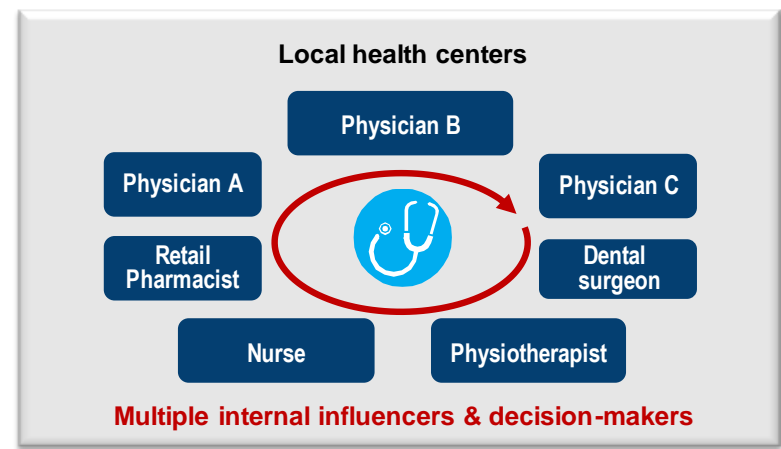 Local health centers
Physician B
Physician A
Physician C
Retail
Pharmacist
Dental
surgeon
Nurse
Physiotherapist
Multiple internal influencers & decision-makers